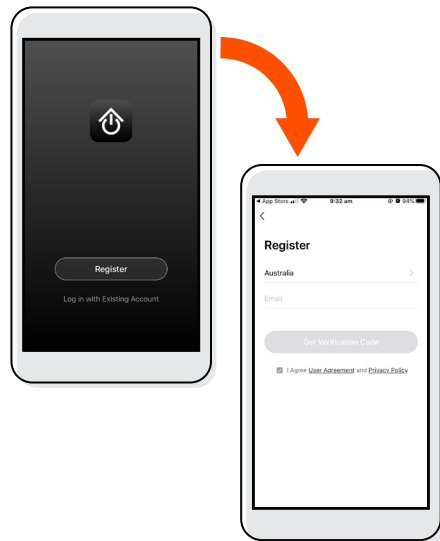 Register
Log in with Existing Account
App Store 9:32 am 94%
Register
Australia
Email
Get Verification Code
I Agree User Agreement and Privacy Policy